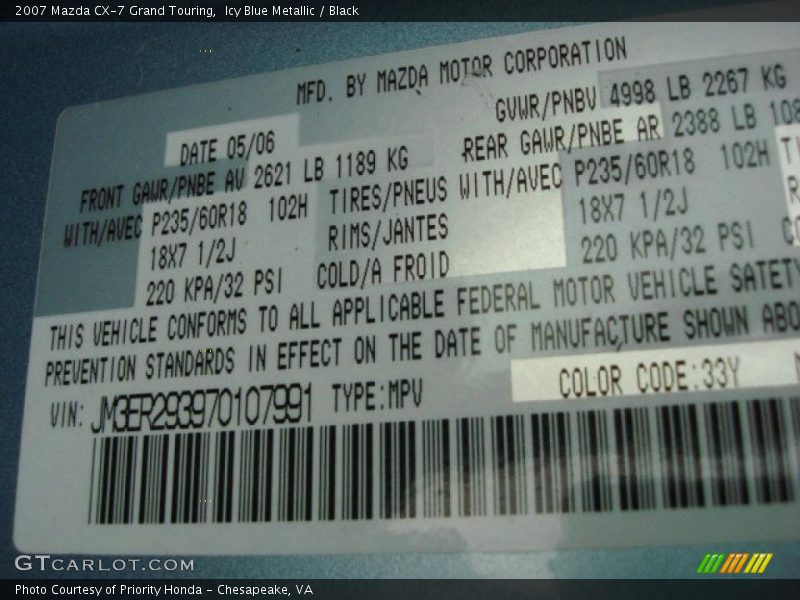 2007 Mazda CX-7 Grand Touring, Icy Blue Metallic / Black
MFD. BY MAZDA MOTOR CORPORATION
DATE 05/06 GVWR/PNBV 4998 LB 2267 KG
FRONT GAWR/PNBE AV 2621 LB 1189 KG REAR GAWR/PNBE AR 2388 LB 108
WITH/AVEC P235/60R18 102H TIRES/PNEUS WITH/AVEC P235/60R18 102H TI
18X7 1/2J RIMS/JANTES 18X7 1/2J
220 KPA/32 PSI COLD/A FROID 220 KPA/32 PSI
THIS VEHICLE CONFORMS TO ALL APPLICABLE FEDERAL MOTOR VEHICLE SAFETY
PREVENTION STANDARDS IN EFFECT ON THE DATE OF MANUFACTURE SHOWN ABO
VIN: JM3ER293970107991 TYPE:MPV COLOR CODE:33Y
GTCARLOT.COM
Photo Courtesy of Priority Honda - Chesapeake, VA